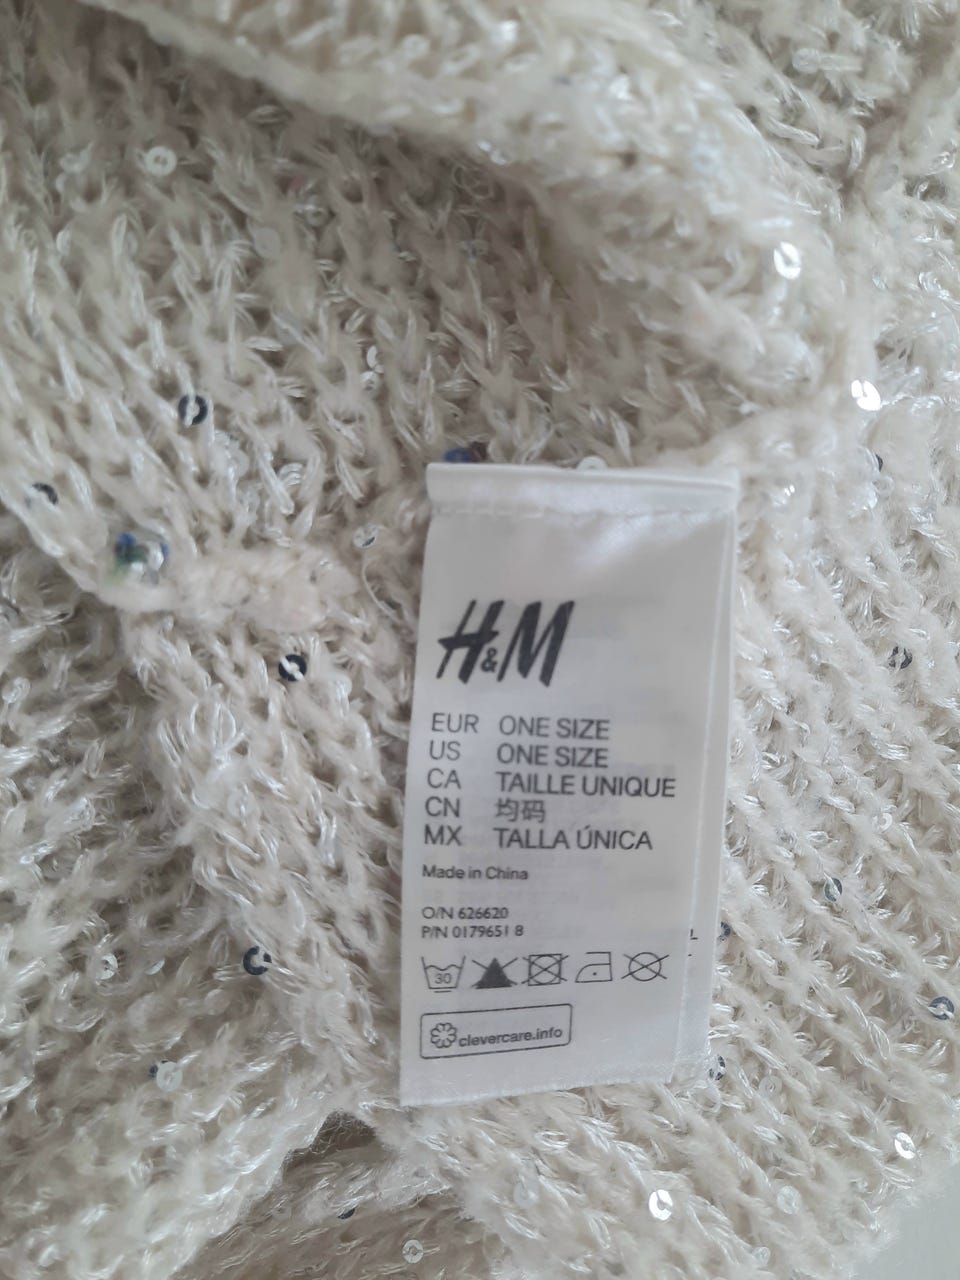 H&M
EUR ONE SIZE
US ONE SIZE
CA TAILLE UNIQUE
CN 均码
MX TALLA ÚNICA
Made in China
O/N 626620
P/N 0179651 8
30
clevercare.info